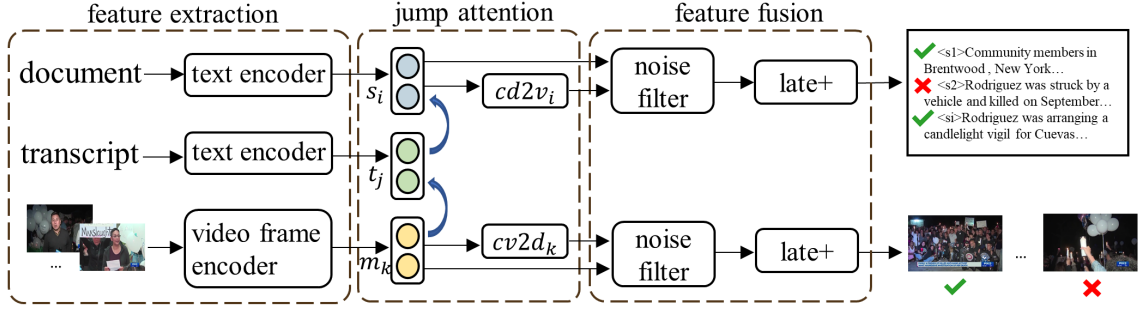 feature extraction
jump attention
feature fusion
document
text encoder
s_i
cd2v_i
noise
filter
late+
<s1>Community members in
Brentwood , New York…
<s2>Rodriguez was struck by a
vehicle and killed on September…
<si>Rodriguez was arranging a
candlelight vigil for Cuevas…
transcript
text encoder
t_j
...
video frame
encoder
m_k
cv2d_k
noise
filter
late+
...